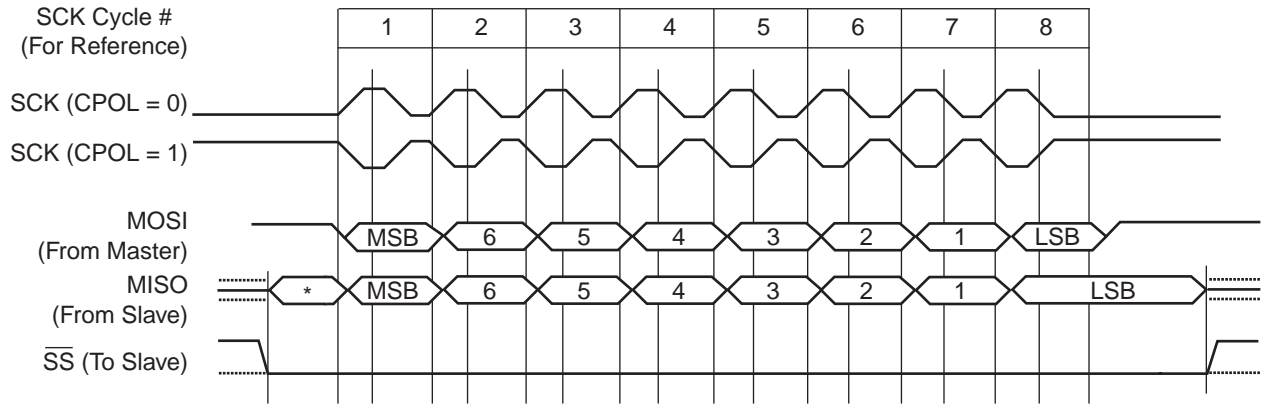 SCK Cycle #
(For Reference)
1 2 3 4 5 6 7 8
SCK (CPOL = 0)
SCK (CPOL = 1)
MOSI
(From Master)
MSB 6 5 4 3 2 1 LSB
MISO
(From Slave)
* MSB 6 5 4 3 2 1 LSB
S̅S̅ (To Slave)